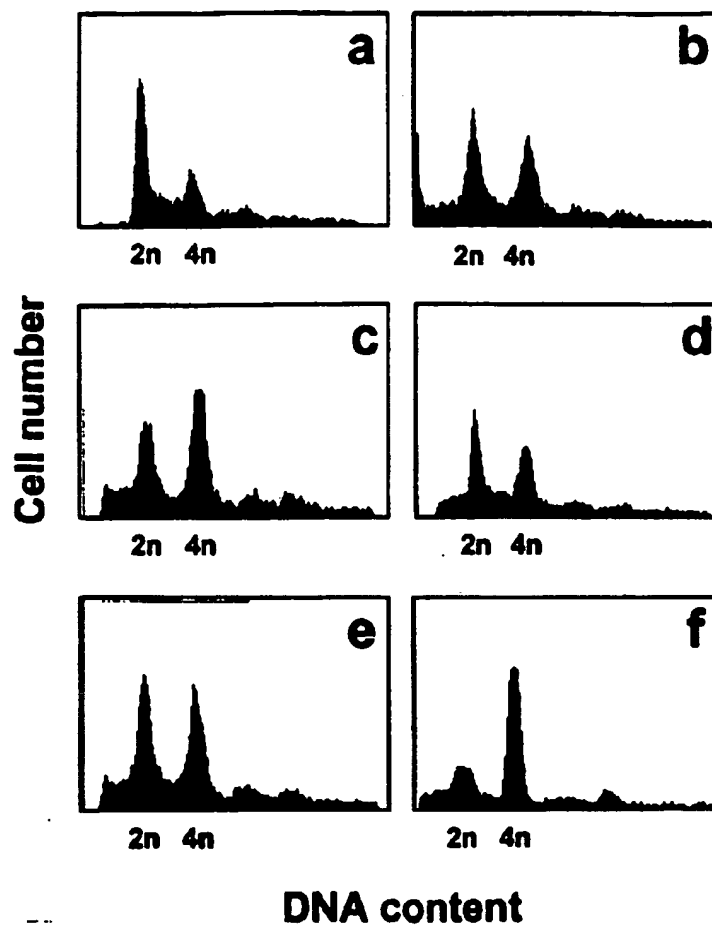 a
b
2n 4n
2n 4n
c
d
2n 4n
2n 4n
e
f
2n 4n
2n 4n
Cell number
DNA content